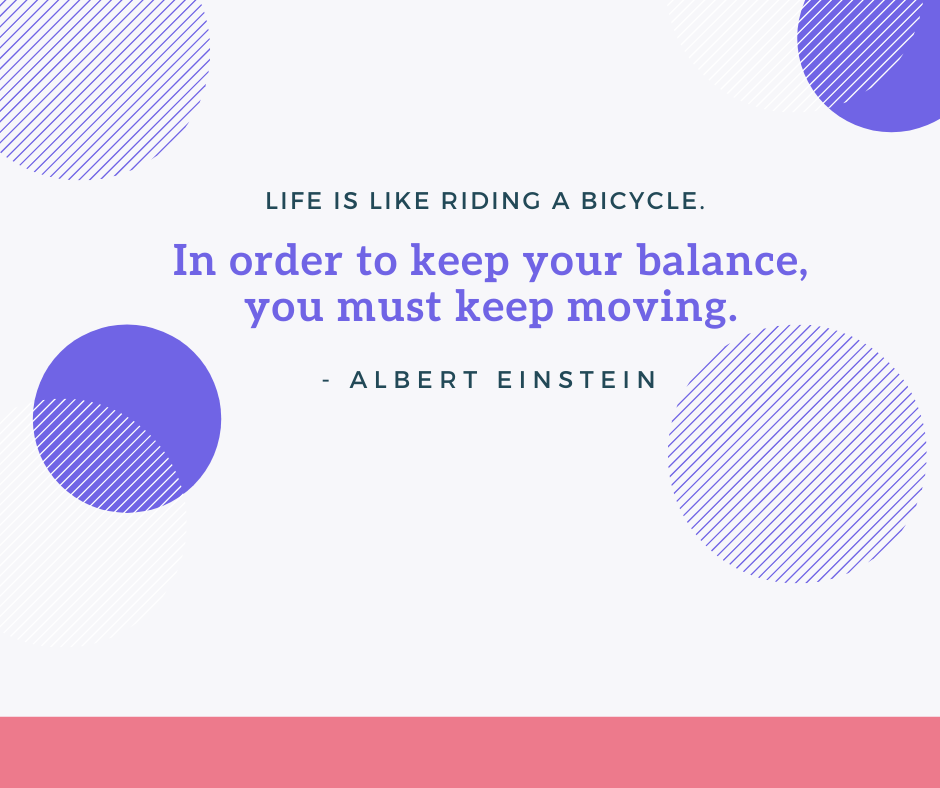 LIFE IS LIKE RIDING A BICYCLE.
In order to keep your balance,
you must keep moving.
- ALBERT EINSTEIN